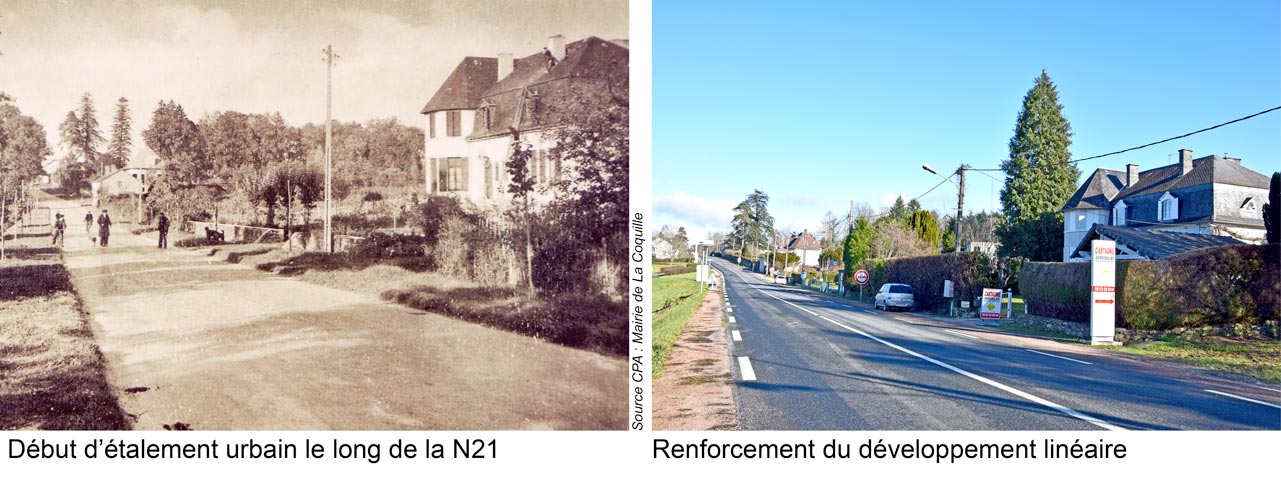 Source CPA : Mairie de La Coquille
Début d’étalement urbain le long de la N21
Renforcement du développement linéaire